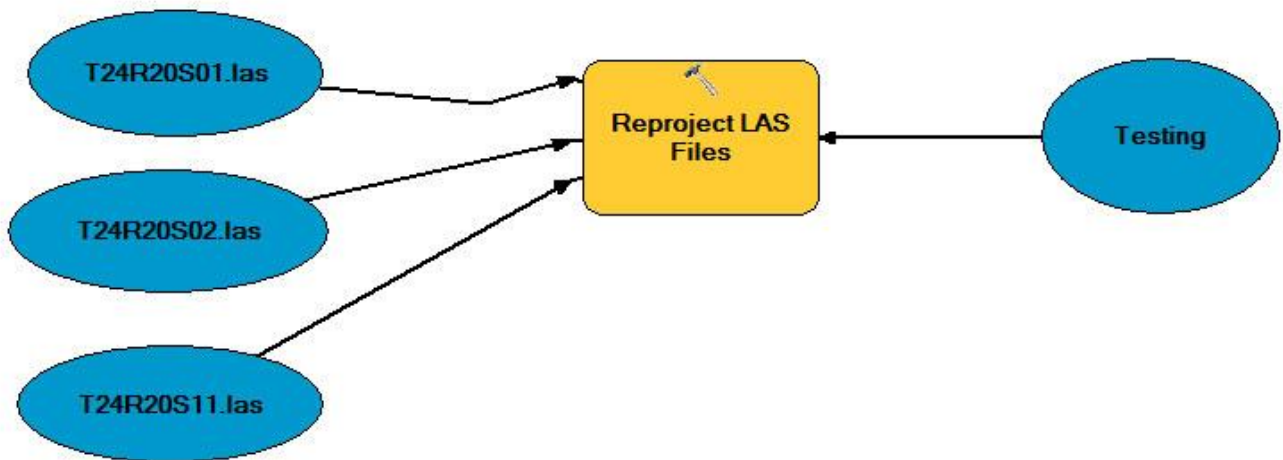 T24R20S01.las
Reproject LAS
Files
Testing
T24R20S02.las
T24R20S11.las